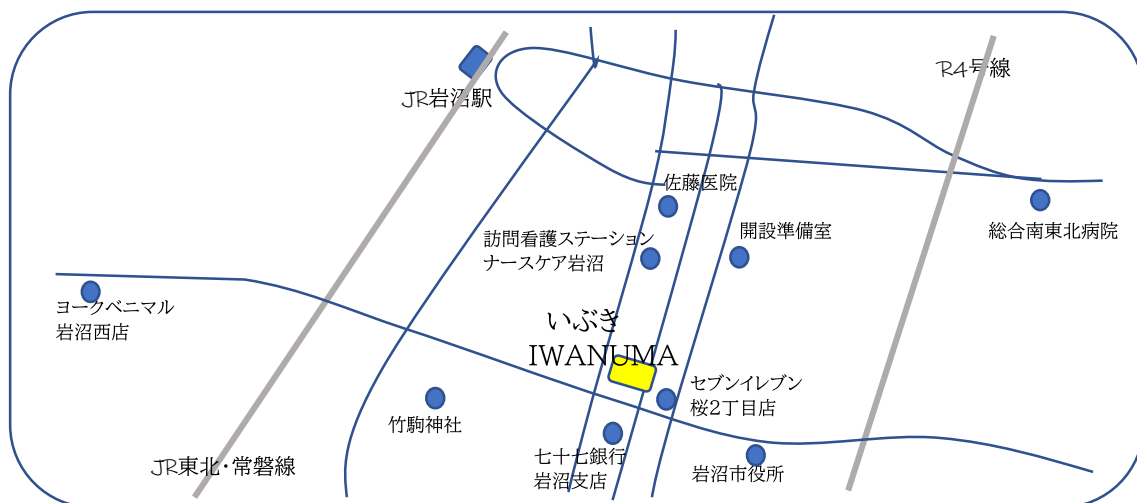 R4号線
JR岩沼駅
佐藤医院
訪問看護ステーション
ナースケア岩沼
開設準備室
総合南東北病院
ヨークベニマル
岩沼西店
いぶき
IWANUMA
セブンイレブン
桜2丁目店
竹駒神社
七十七銀行
岩沼支店
岩沼市役所
JR東北・常磐線